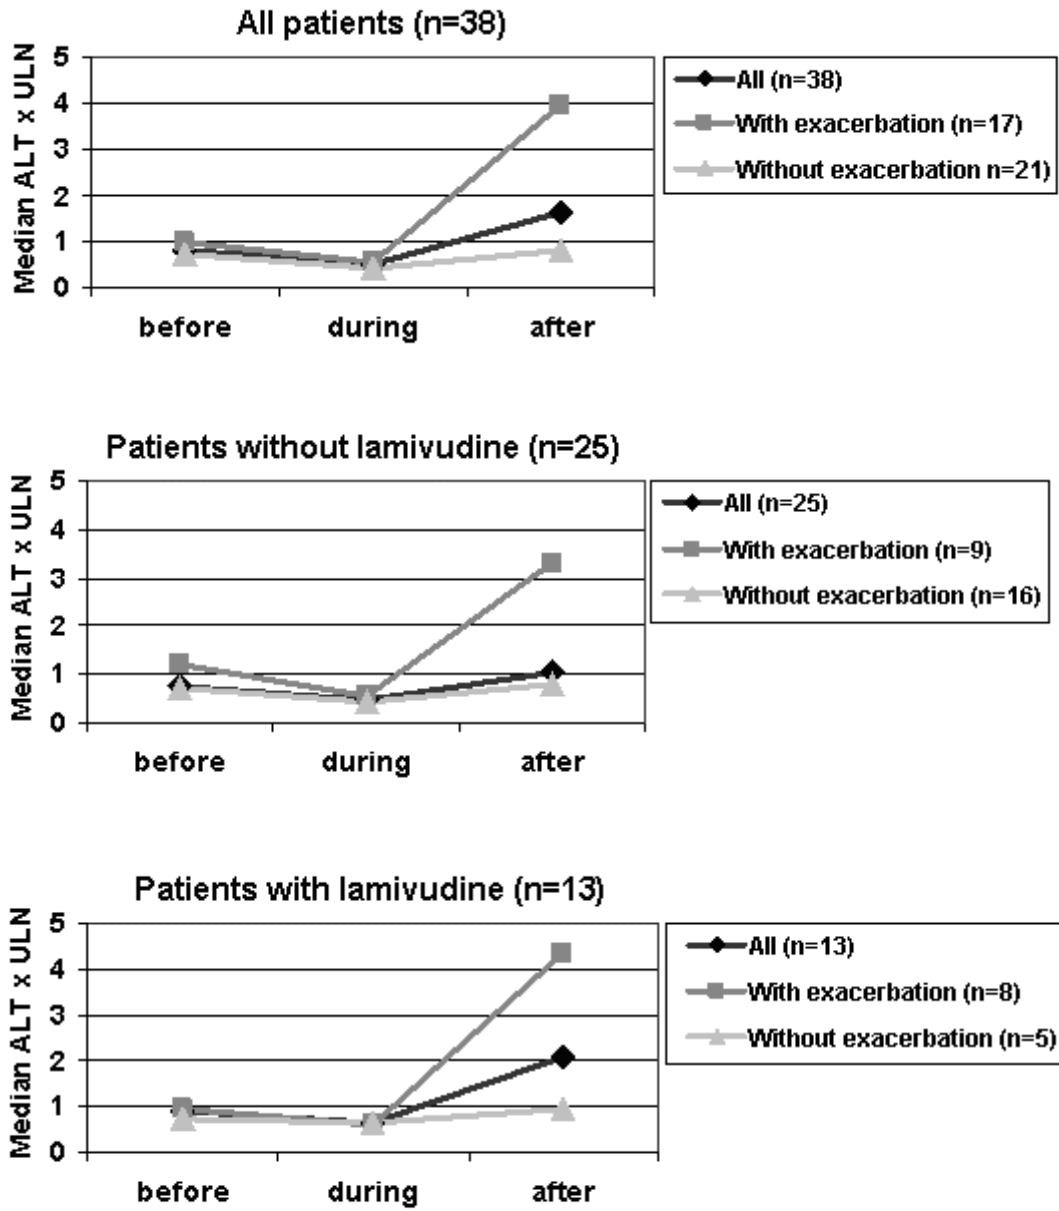 All patients (n=38)
Median ALT x ULN
5
4
3
2
1
0
before during after
All (n=38)
With exacerbation (n=17)
Without exacerbation n=21)
Patients without lamivudine (n=25)
Median ALT x ULN
5
4
3
2
1
0
before during after
All (n=25)
With exacerbation (n=9)
Without exacerbation (n=16)
Patients with lamivudine (n=13)
Median ALT x ULN
5
4
3
2
1
0
before during after
All (n=13)
With exacerbation (n=8)
Without exacerbation (n=5)